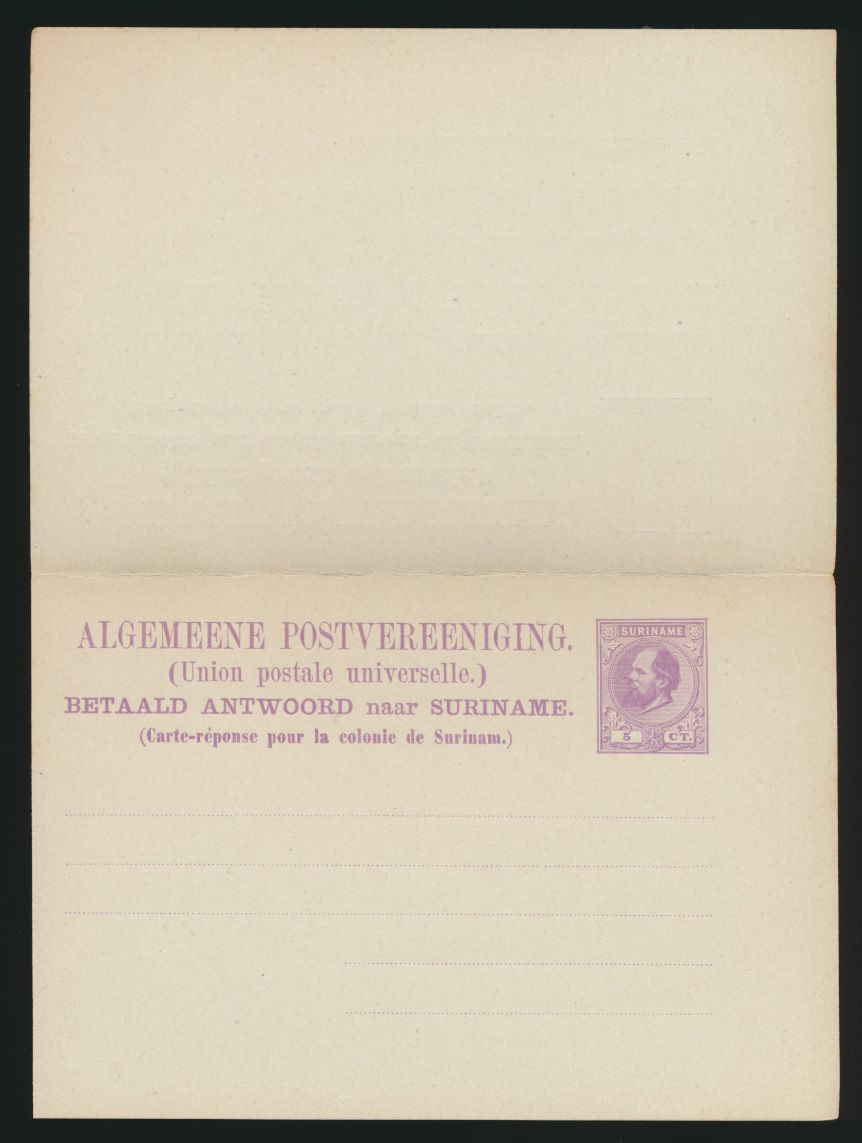 ALGEMEENE POSTVEREENIGING.
(Union postale universelle.)
BETAALD ANTWOORD naar SURINAME.
(Carte-réponse pour la colonie de Surinam.)
SURINAME
5 CT.